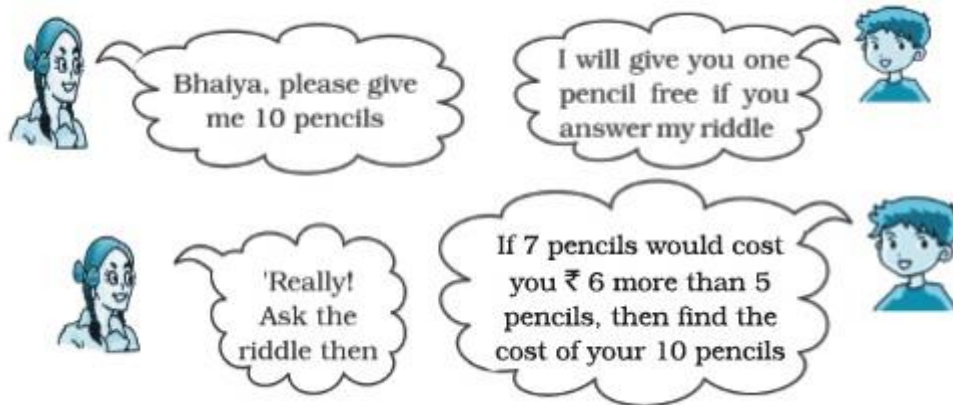 Bhaiya, please give
me 10 pencils
I will give you one
pencil free if you
answer my riddle
'Really!
Ask the
riddle then
If 7 pencils would cost
you ₹ 6 more than 5
pencils, then find the
cost of your 10 pencils